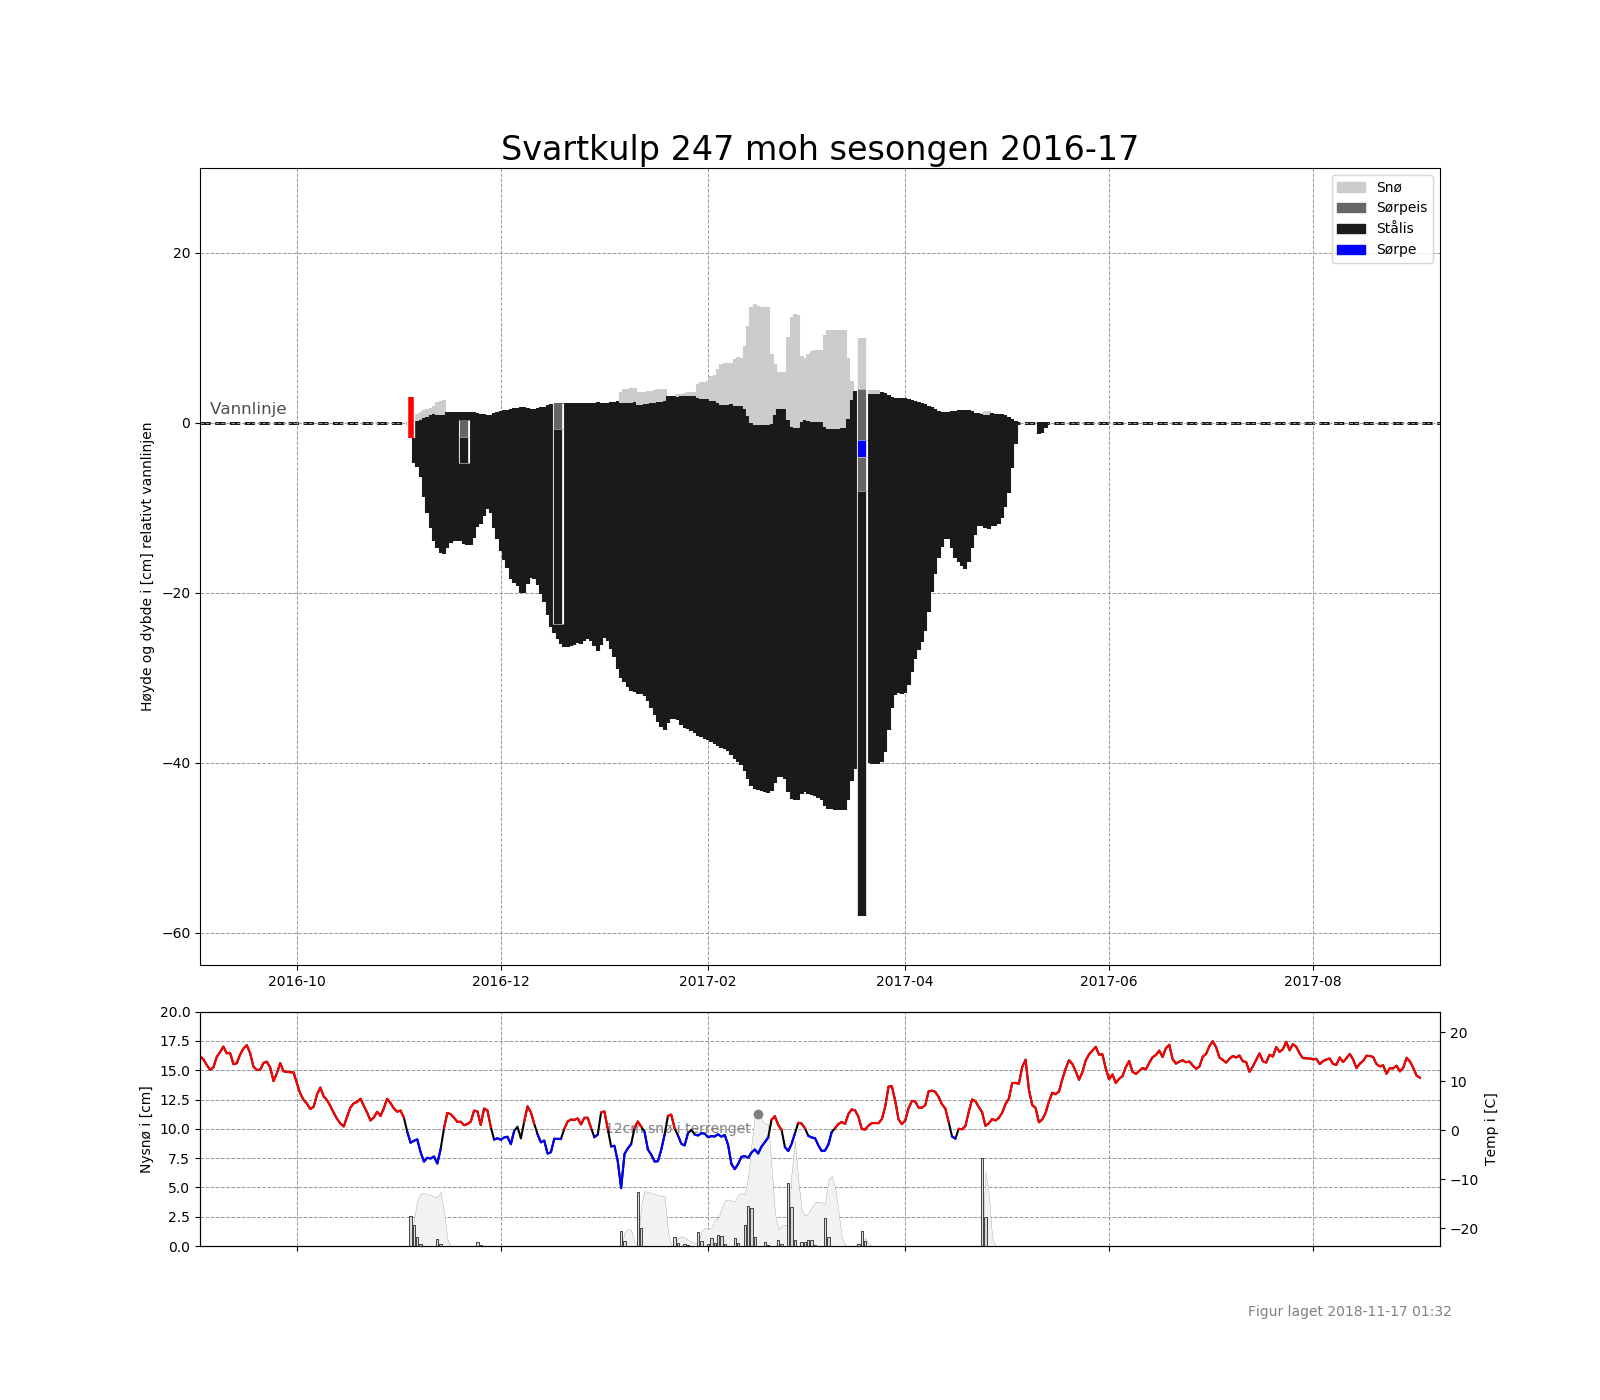 Svartkulp 247 moh sesongen 2016-17
Snø
Sørpeis
Stålis
Sørpe
Høyde og dybde i [cm] relativt vannlinjen
20
0
−20
−40
−60
Vannlinje
2016-10 2016-12 2017-02 2017-04 2017-06 2017-08
Nysnø i [cm]
20.0
17.5
15.0
12.5
10.0
7.5
5.0
2.5
0.0
12cm snø i terrenget
20
10
0
−10
−20
Temp i [C]
Figur laget 2018-11-17 01:32